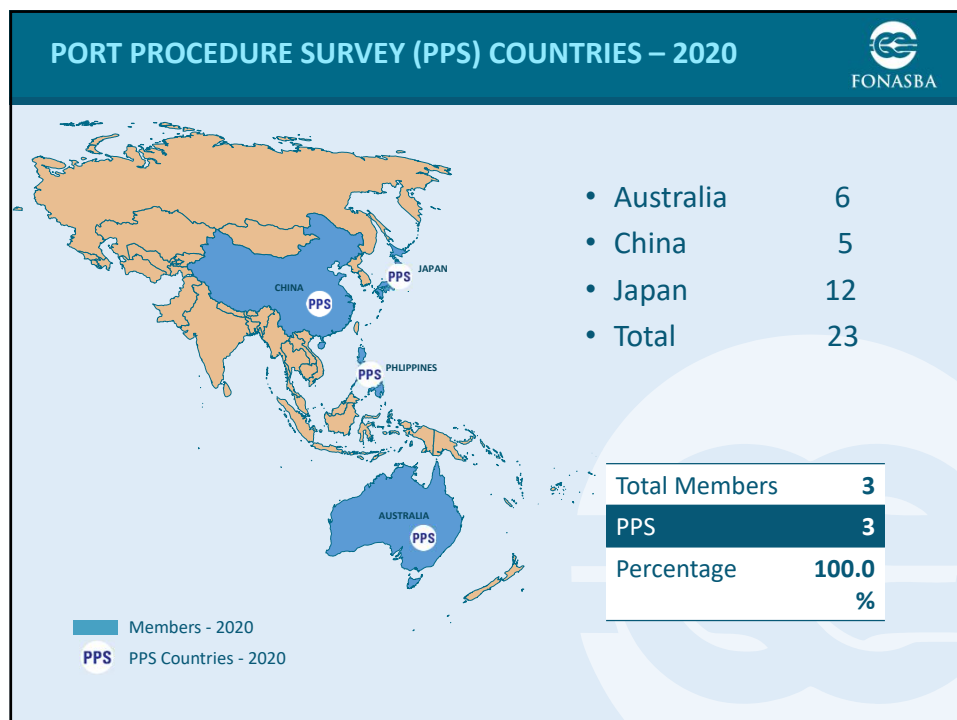 PORT PROCEDURE SURVEY (PPS) COUNTRIES – 2020
FONASBA
JAPAN
PPS
CHINA
PPS
PHLIPPINES
PPS
AUSTRALIA
PPS
• Australia 6
• China 5
• Japan 12
• Total 23
Total Members 3
PPS 3
Percentage 100.0
%
Members - 2020
PPS PPS Countries - 2020